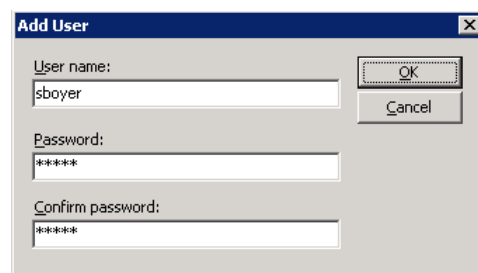 Add User
User name:
sboyer
OK
Cancel
Password:
*****
Confirm password:
*****